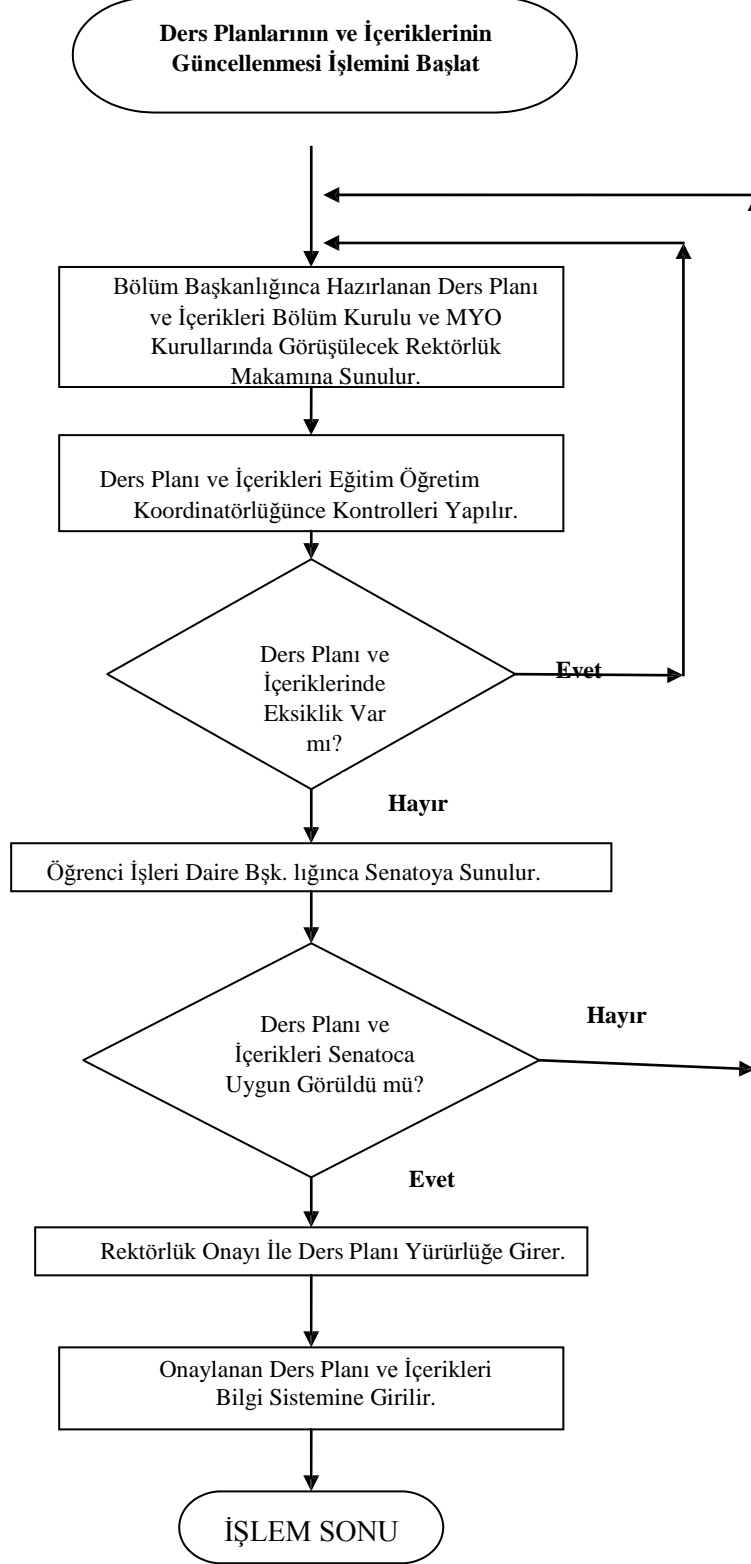 Ders Planlarının ve İçeriklerinin
Güncellenmesi İşlemini Başlat
Bölüm Başkanlığınca Hazırlanan Ders Planı
ve İçerikleri Bölüm Kurulu ve MYO
Kurullarında Görüşülecek Rektörlük
Makamına Sunulur.
Ders Planı ve İçerikleri Eğitim Öğretim
Koordinatörlüğünce Kontrolleri Yapılır.
Ders Planı ve
İçeriklerinde
Eksiklik Var
mı?
Evet
Hayır
Öğrenci İşleri Daire Bşk. lığınca Senatoya Sunulur.
Ders Planı ve
İçerikleri Senatoca
Uygun Görüldü mü?
Hayır
Evet
Rektörlük Onayı İle Ders Planı Yürürlüğe Girer.
Onaylanan Ders Planı ve İçerikleri
Bilgi Sistemine Girilir.
İŞLEM SONU